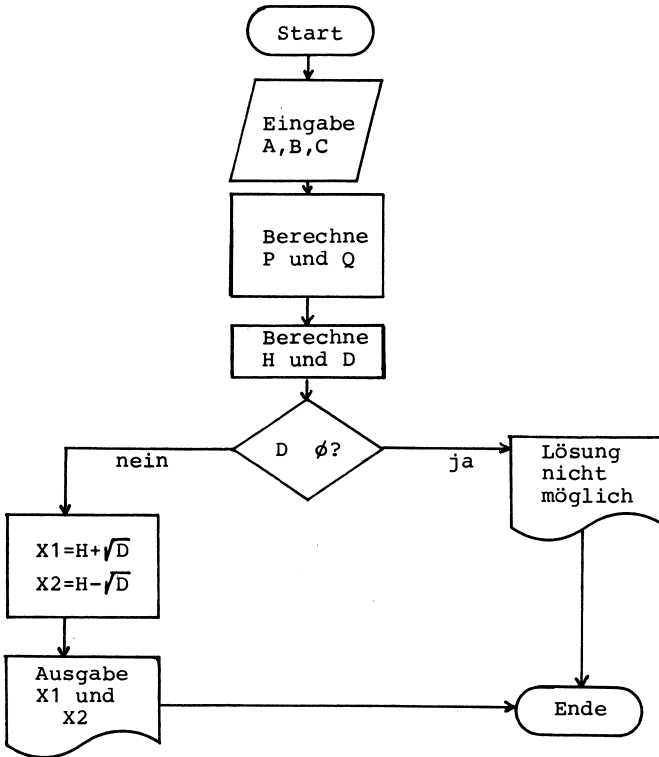 Start
Eingabe
A,B,C
Berechne
P und Q
Berechne
H und D
D ø?
nein
ja
Lösung
nicht
möglich
X1=H+√D
X2=H-√D
Ausgabe
X1 und
X2
Ende